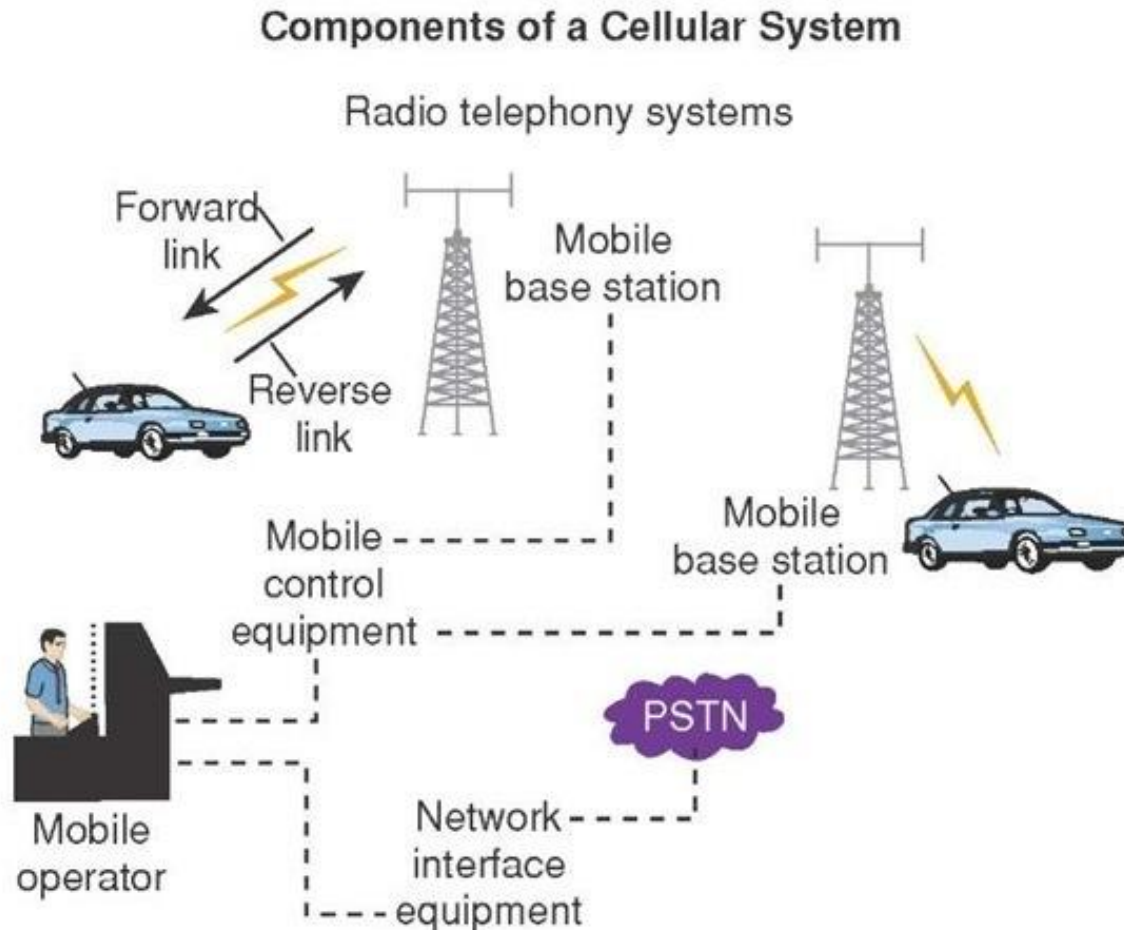 Components of a Cellular System
Radio telephony systems
Forward
link
Mobile
base station
Reverse
link
Mobile
base station
Mobile
control
equipment
PSTN
Mobile
operator
Network
interface
equipment